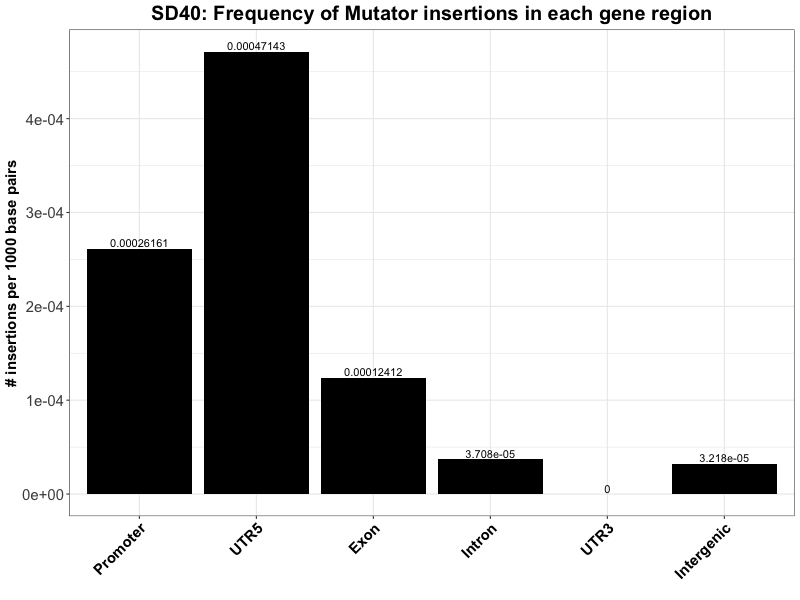 SD40: Frequency of Mutator insertions in each gene region
# insertions per 1000 base pairs
4e-04
3e-04
2e-04
1e-04
0e+00
0.00026161
0.00047143
0.00012412
3.708e-05
0
3.218e-05
Promoter
UTR5
Exon
Intron
UTR3
Intergenic